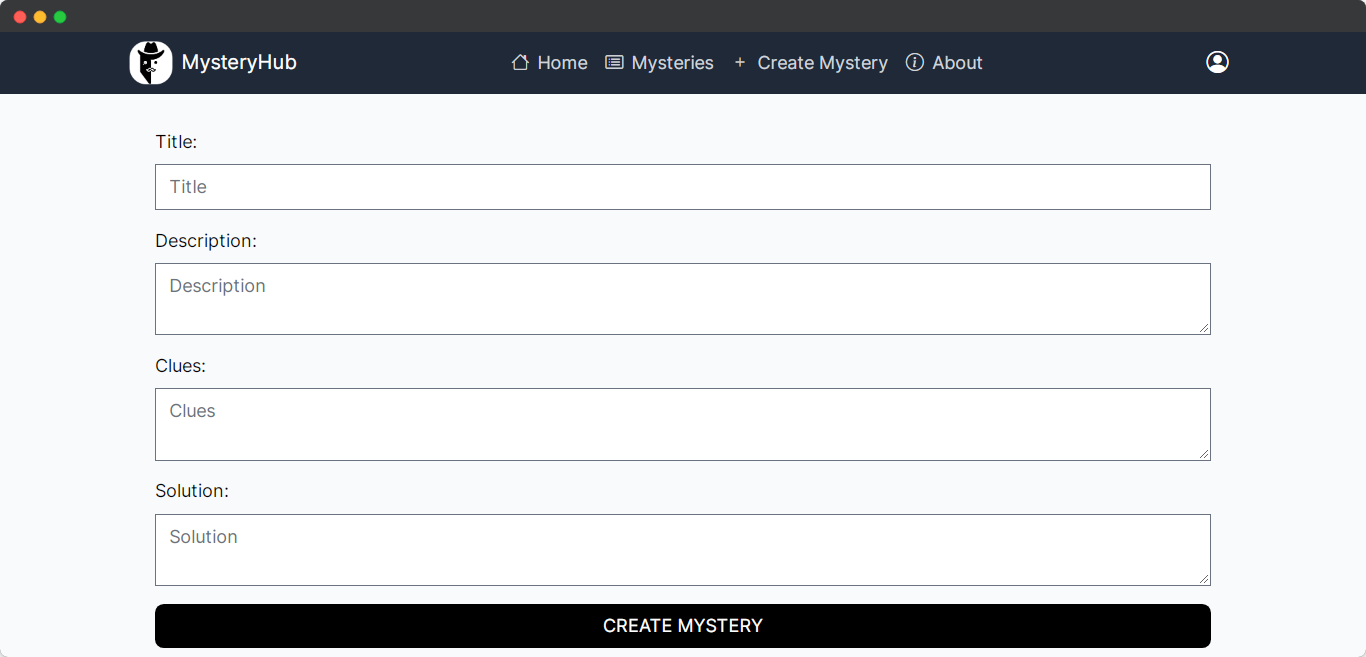 MysteryHub Home Mysteries + Create Mystery About
Title:
Title
Description:
Description
Clues:
Clues
Solution:
Solution
CREATE MYSTERY